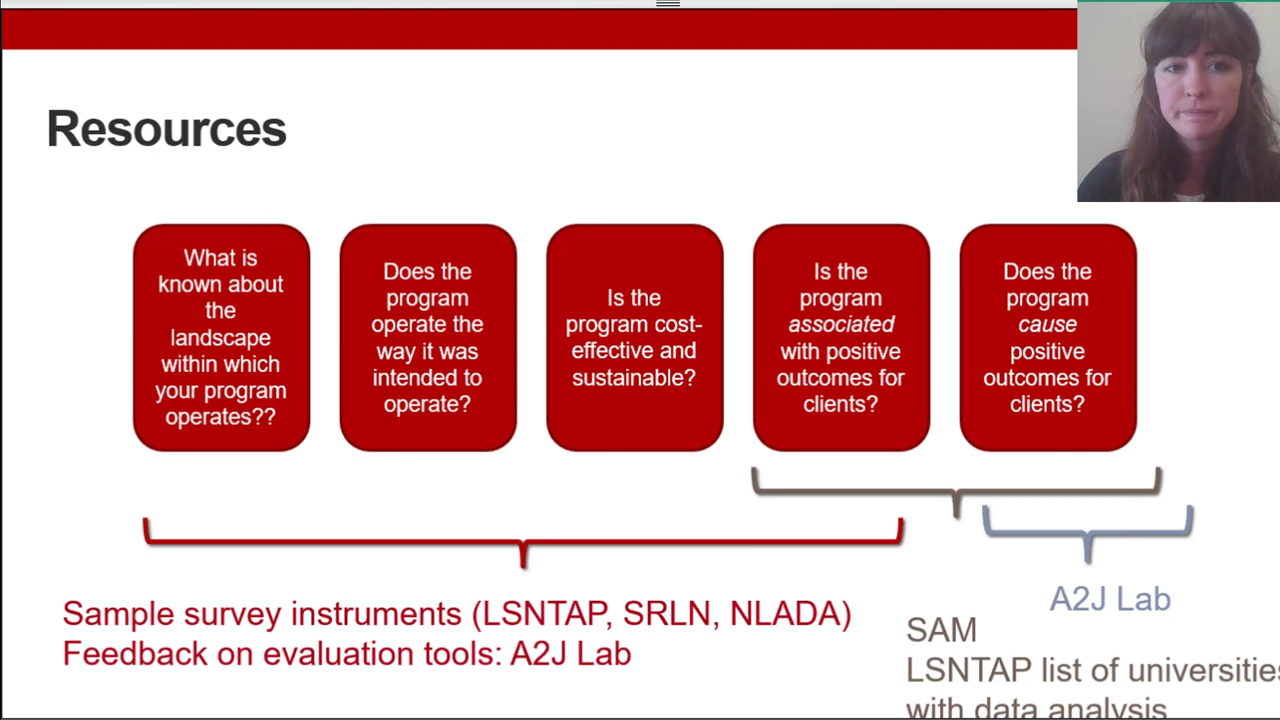 Resources
What is
known about
the
landscape
within which
your program
operates??
Does the
program
operate the
way it was
intended to
operate?
Is the
program cost-
effective and
sustainable?
Is the
program
associated
with positive
outcomes for
clients?
Does the
program
cause
positive
outcomes for
clients?
Sample survey instruments (LSNTAP, SRLN, NLADA)
Feedback on evaluation tools: A2J Lab
A2J Lab
SAM
LSNTAP list of universities
with data analysis